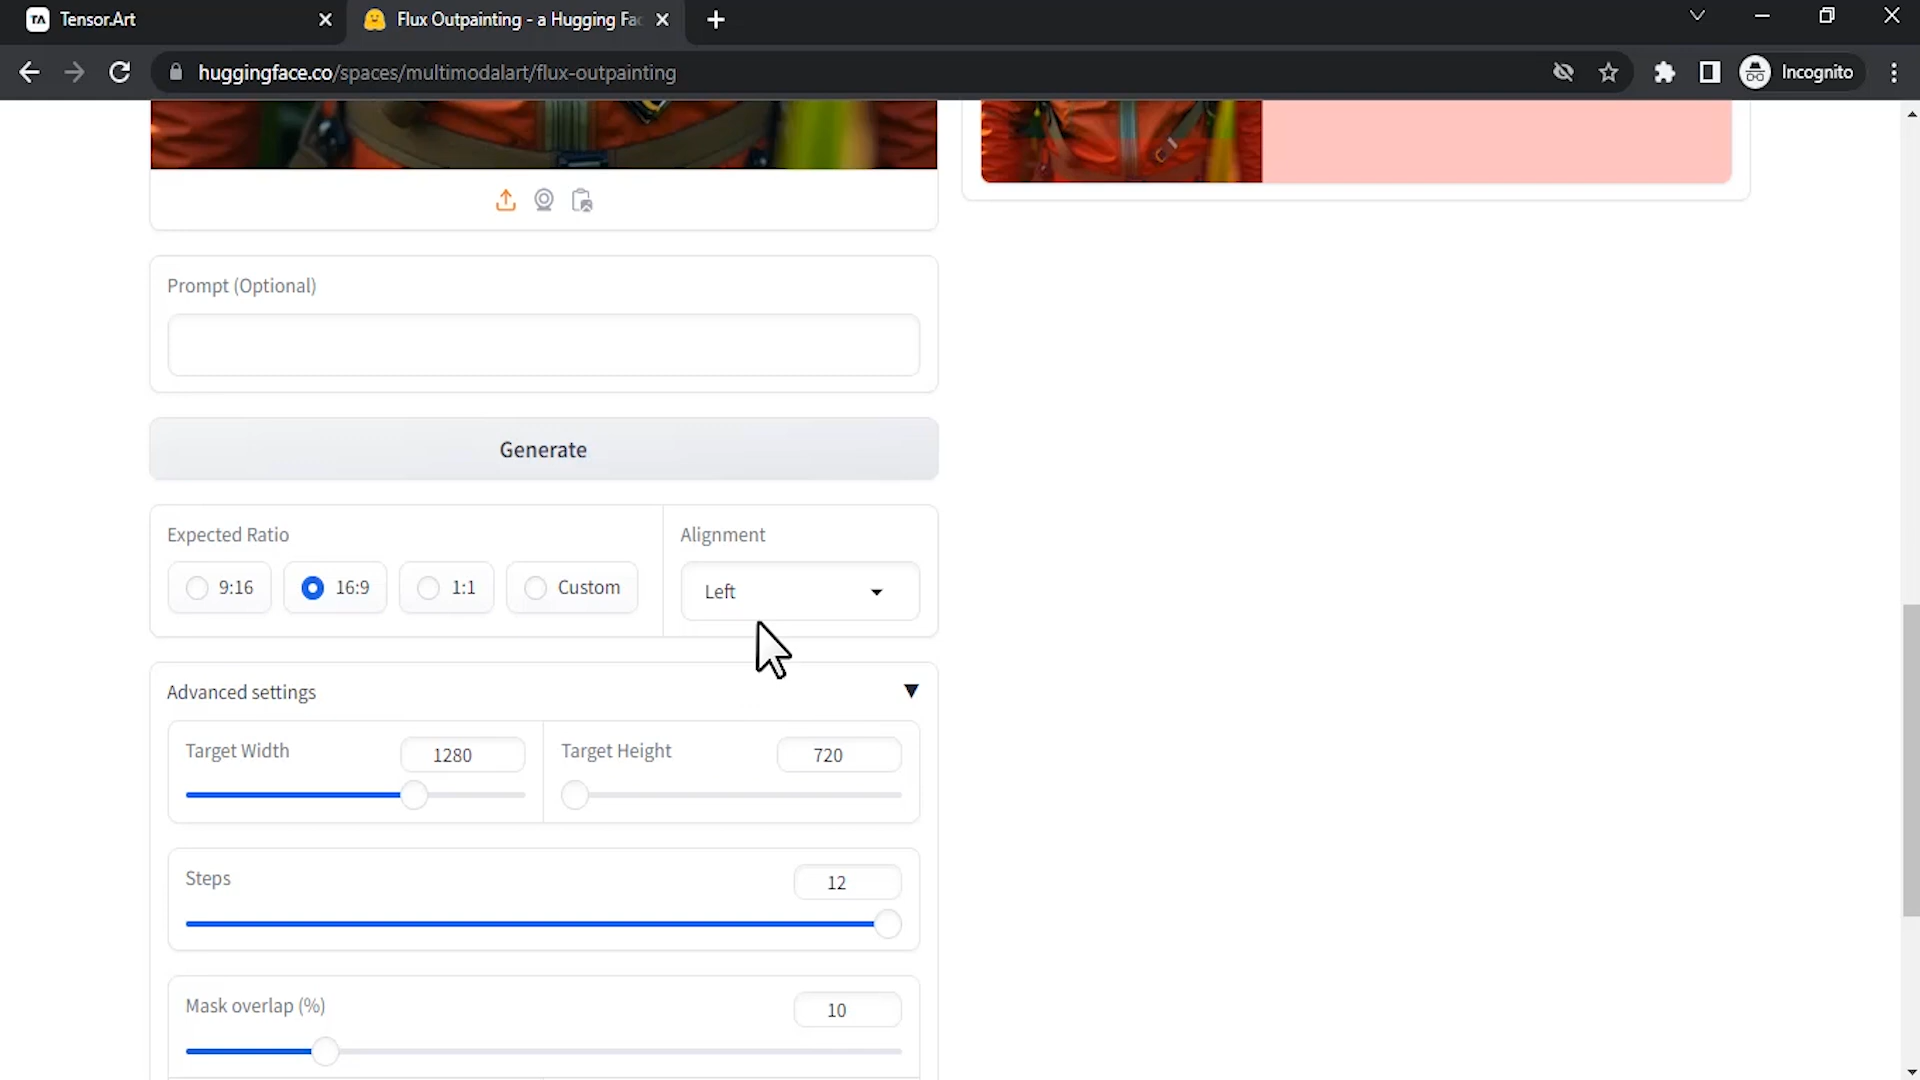 TA Tensor.Art
Flux Outpainting - a Hugging Fac
huggingface.co/spaces/multimodalart/flux-outpainting
Incognito
Prompt (Optional)
Generate
Expected Ratio
Alignment
9:16
16:9
1:1
Custom
Left
Advanced settings
Target Width
1280
Target Height
720
Steps
12
Mask overlap (%)
10